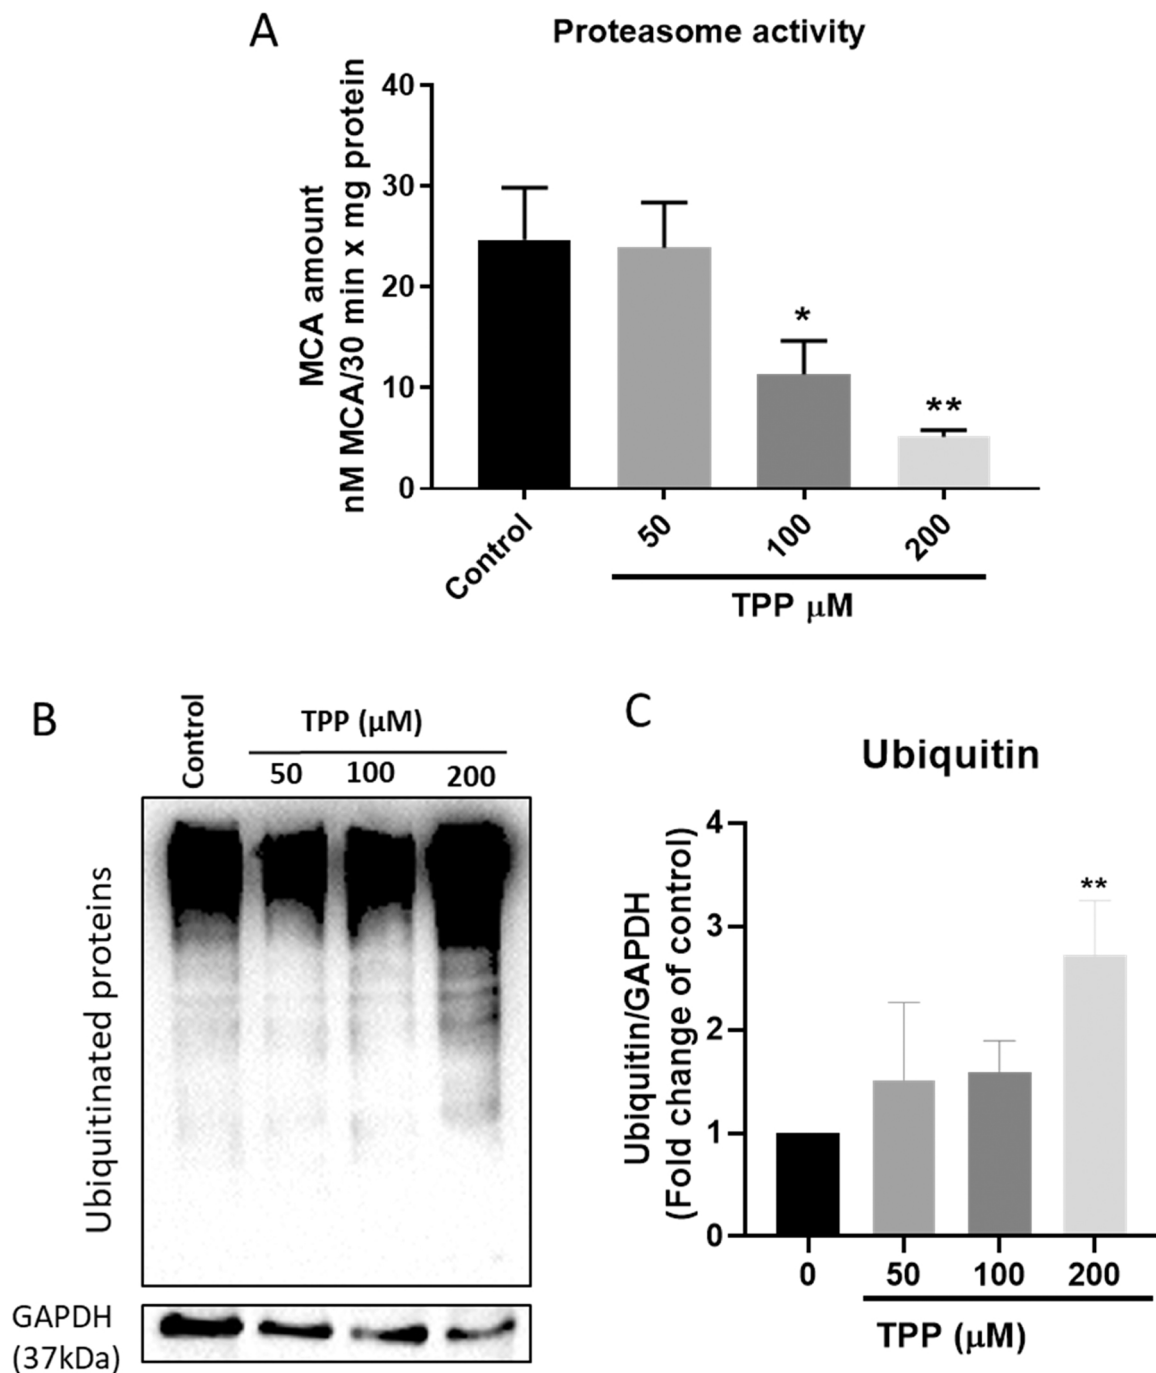 A
Proteasome activity
MCA amount
nM MCA/30 min x mg protein
40
30
20
10
0
*
**
Control
50
100
200
TPP μM
B
Control
TPP (μM)
50
100
200
Ubiquitinated proteins
GAPDH
(37kDa)
C
Ubiquitin
Ubiquitin/GAPDH
(Fold change of control)
4
3
2
1
0
**
0
50
100
200
TPP (μM)